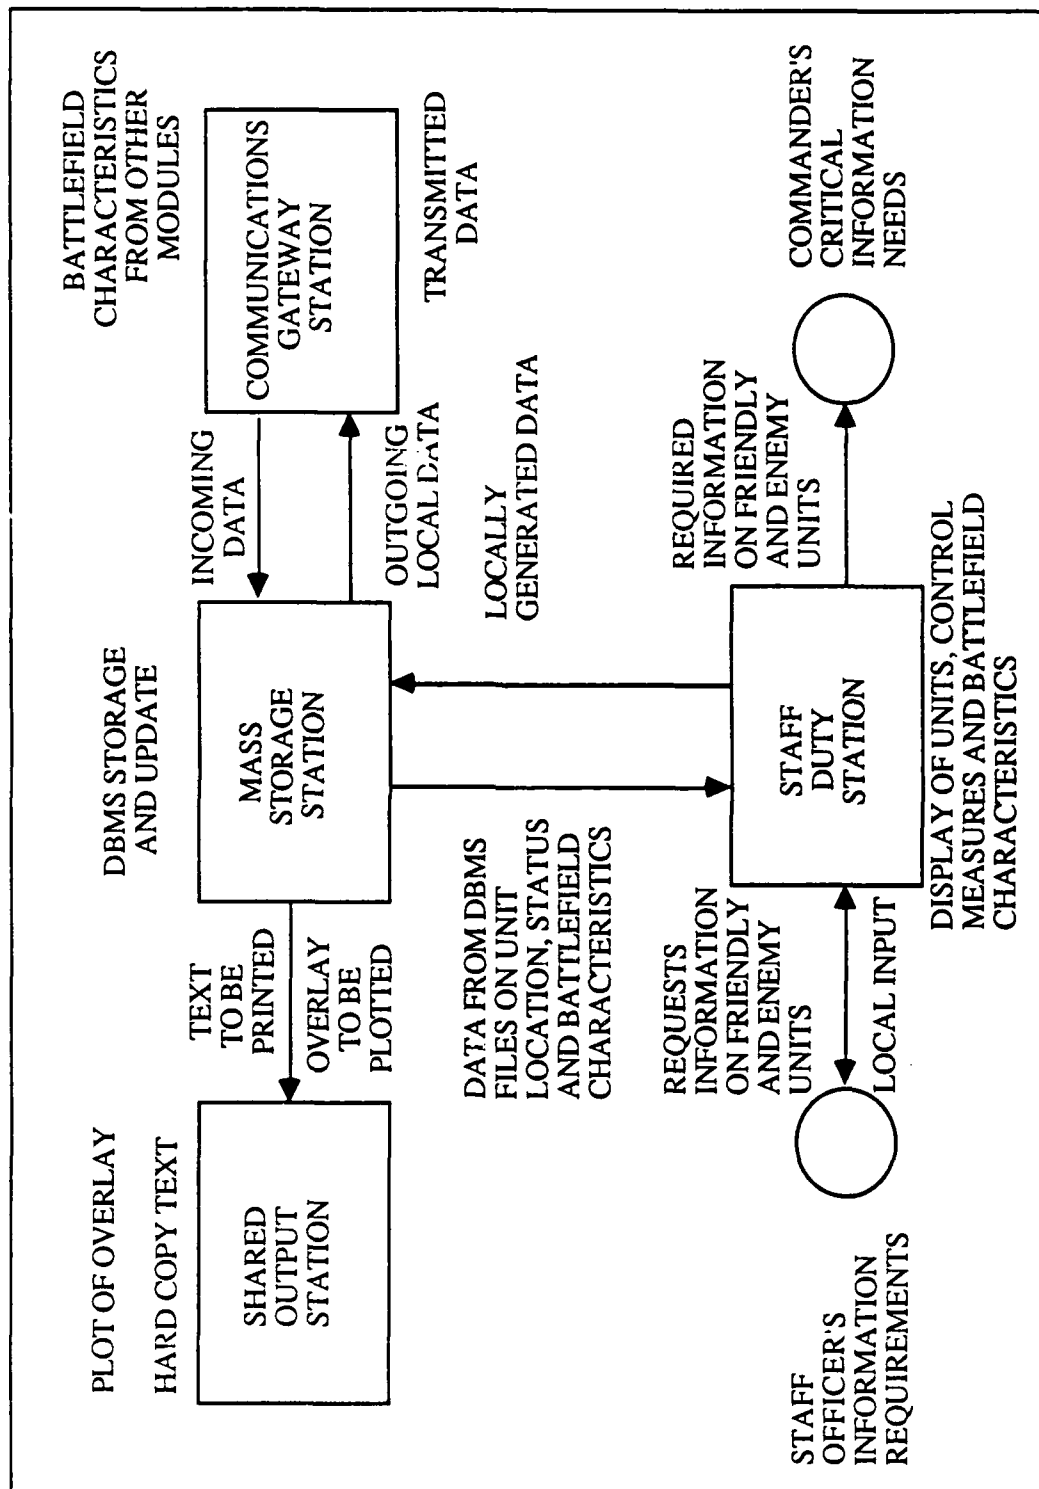 PLOT OF OVERLAY
HARD COPY TEXT
SHARED
OUTPUT
STATION
TEXT
TO BE
PRINTED
OVERLAY
TO BE
PLOTTED
DBMS STORAGE
AND UPDATE
MASS
STORAGE
STATION
INCOMING
DATA
OUTGOING
LOCAL DATA
BATTLEFIELD
CHARACTERISTICS
FROM OTHER
MODULES
COMMUNICATIONS
GATEWAY
STATION
TRANSMITTED
DATA
DATA FROM DBMS
FILES ON UNIT
LOCATION, STATUS
AND BATTLEFIELD
CHARACTERISTICS
LOCALLY
GENERATED DATA
STAFF
OFFICER'S
INFORMATION
REQUIREMENTS
REQUESTS
INFORMATION
ON FRIENDLY
AND ENEMY
UNITS
LOCAL INPUT
STAFF
DUTY
STATION
DISPLAY OF UNITS, CONTROL
MEASURES AND BATTLEFIELD
CHARACTERISTICS
REQUIRED
INFORMATION
ON FRIENDLY
AND ENEMY
UNITS
COMMANDER'S
CRITICAL
INFORMATION
NEEDS